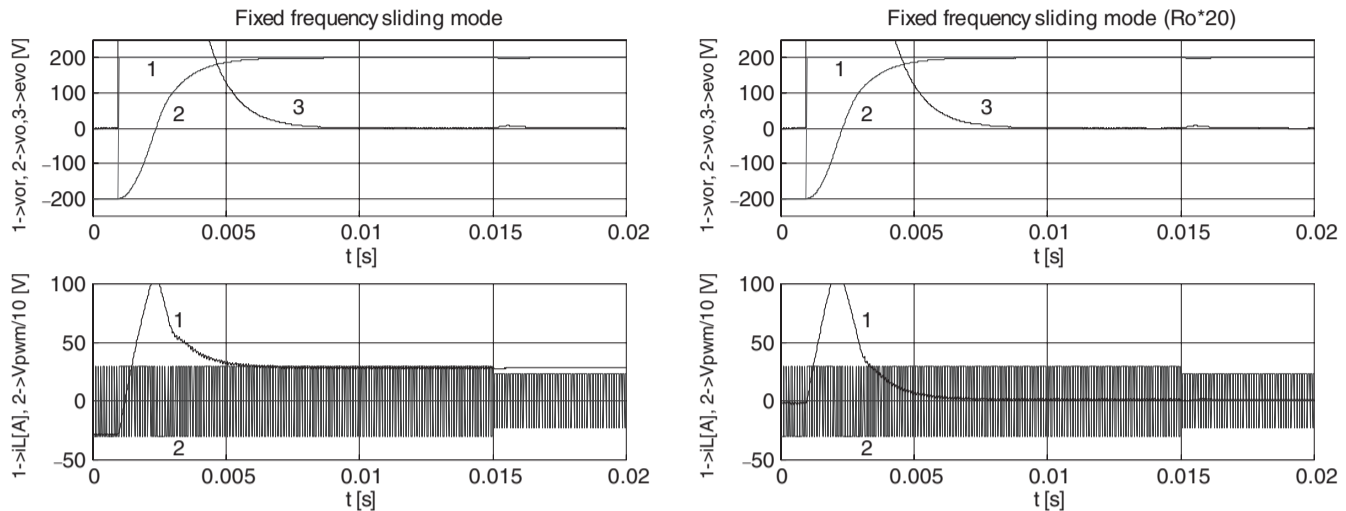 Fixed frequency sliding mode
1->vor, 2->vo,3->evo [V]
200
100
0
−100
−200
1
2
3
0 0.005 0.01 0.015 0.02
t [s]
Fixed frequency sliding mode (Ro*20)
1->vor, 2->vo,3->evo [V]
200
100
0
−100
−200
1
2
3
0 0.005 0.01 0.015 0.02
t [s]
1->iL[A], 2->Vpwm/10 [V]
100
50
0
−50
1
2
0 0.005 0.01 0.015 0.02
t [s]
1->iL[A], 2->Vpwm/10 [V]
100
50
0
−50
1
2
0 0.005 0.01 0.015 0.02
t [s]